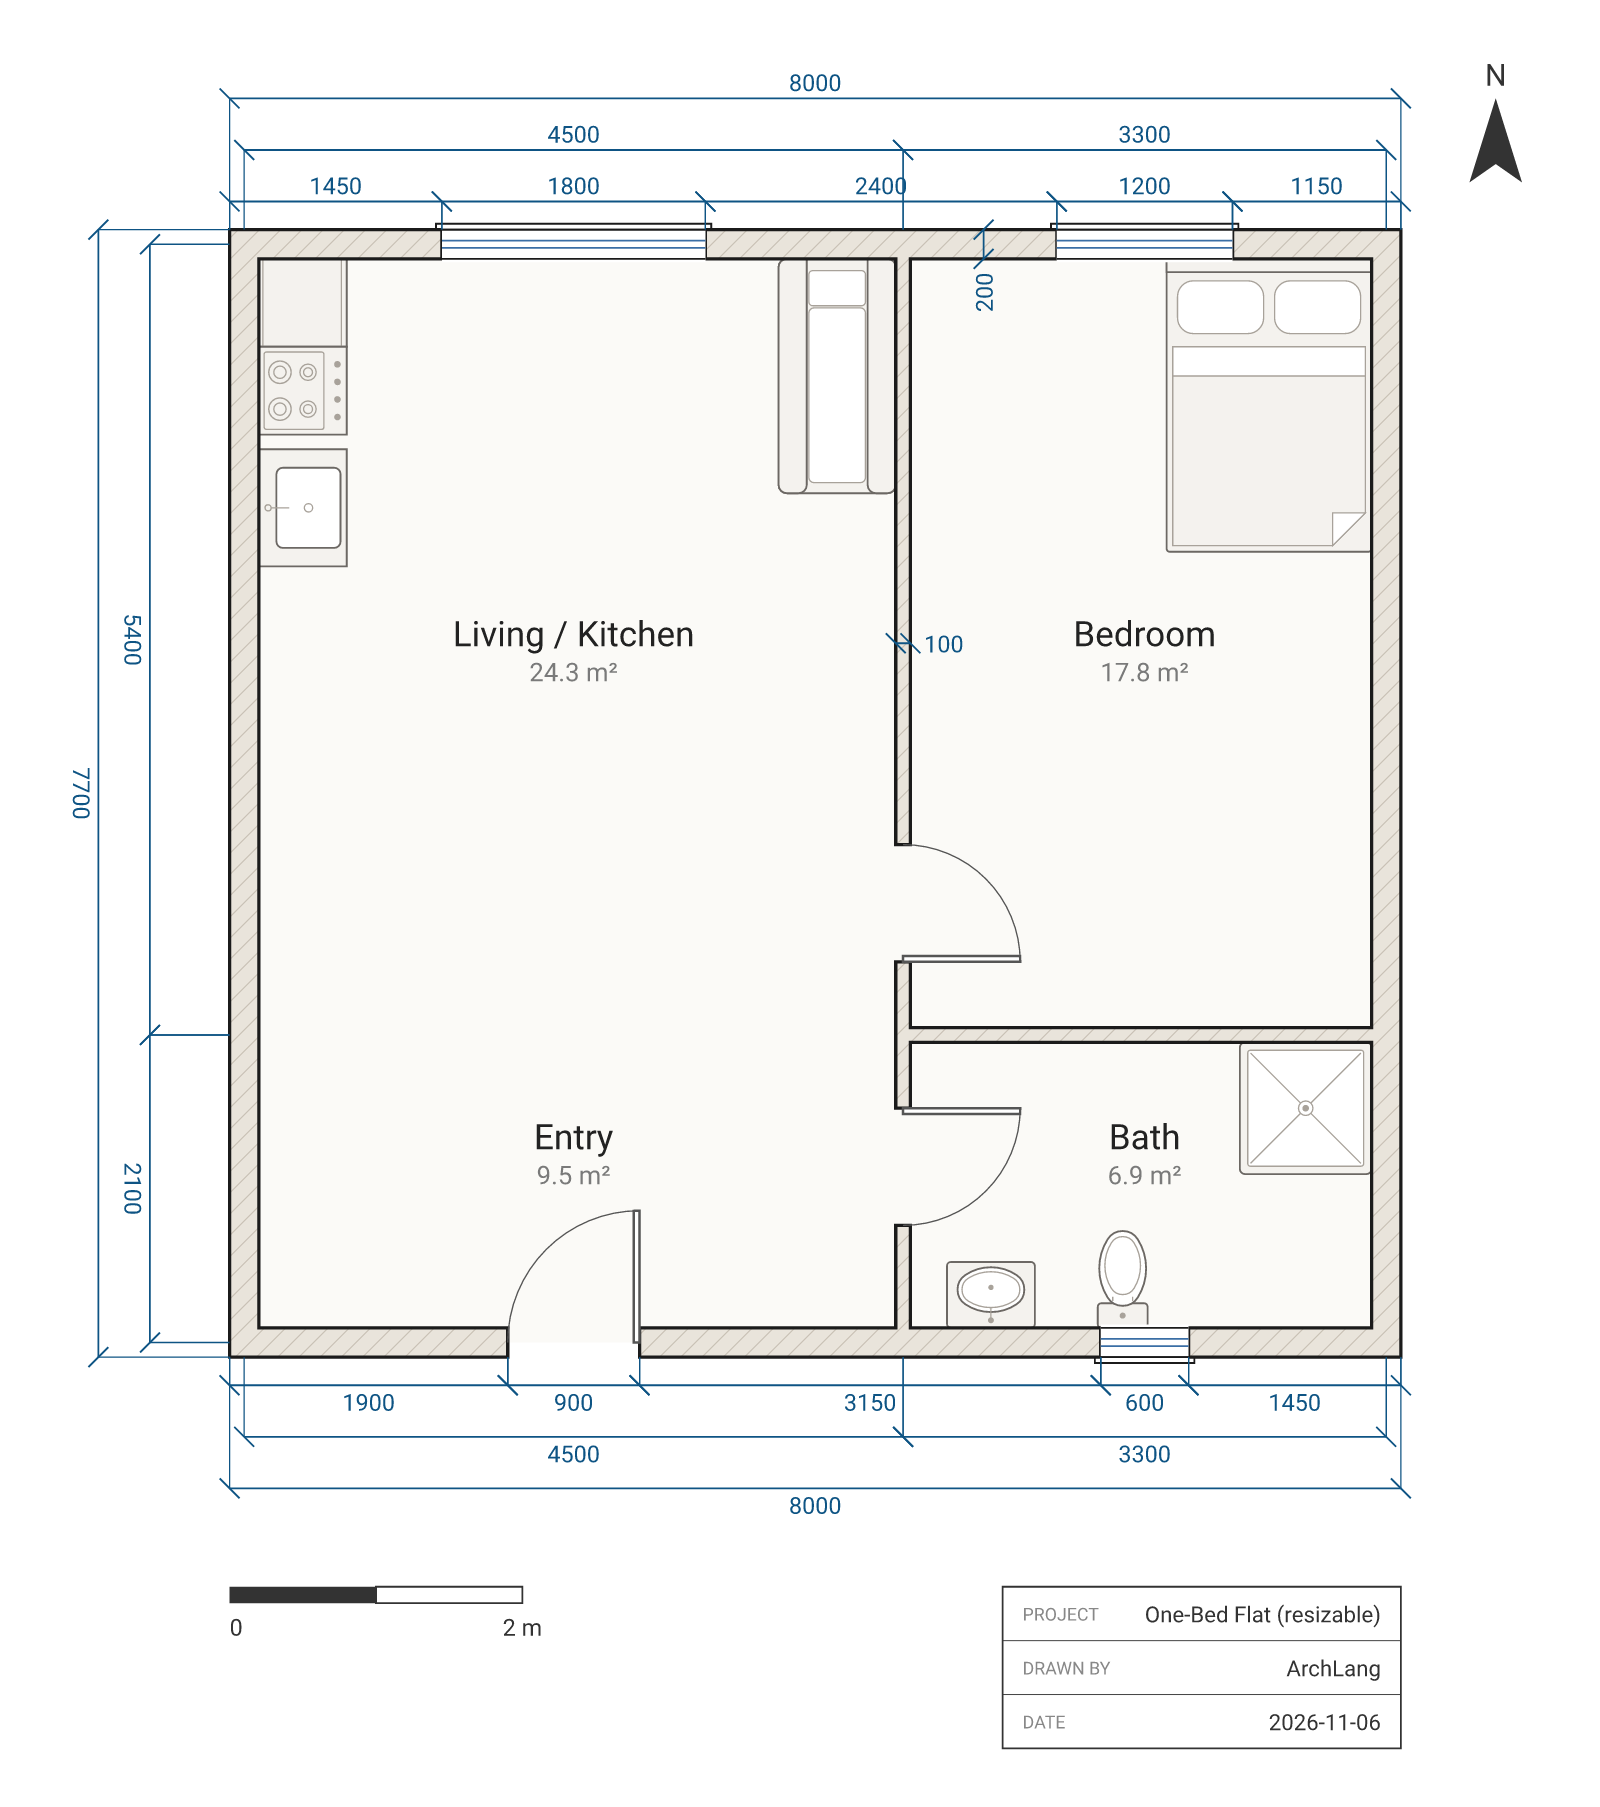 N
8000
4500
3300
1450
1800
2400
1200
1150
200
5400
7700
2100
Living / Kitchen
24.3 m²
100
Bedroom
17.8 m²
Entry
9.5 m²
Bath
6.9 m²
1900
900
3150
600
1450
4500
3300
8000
0
2 m
PROJECT One-Bed Flat (resizable)
DRAWN BY ArchLang
DATE 2026-11-06